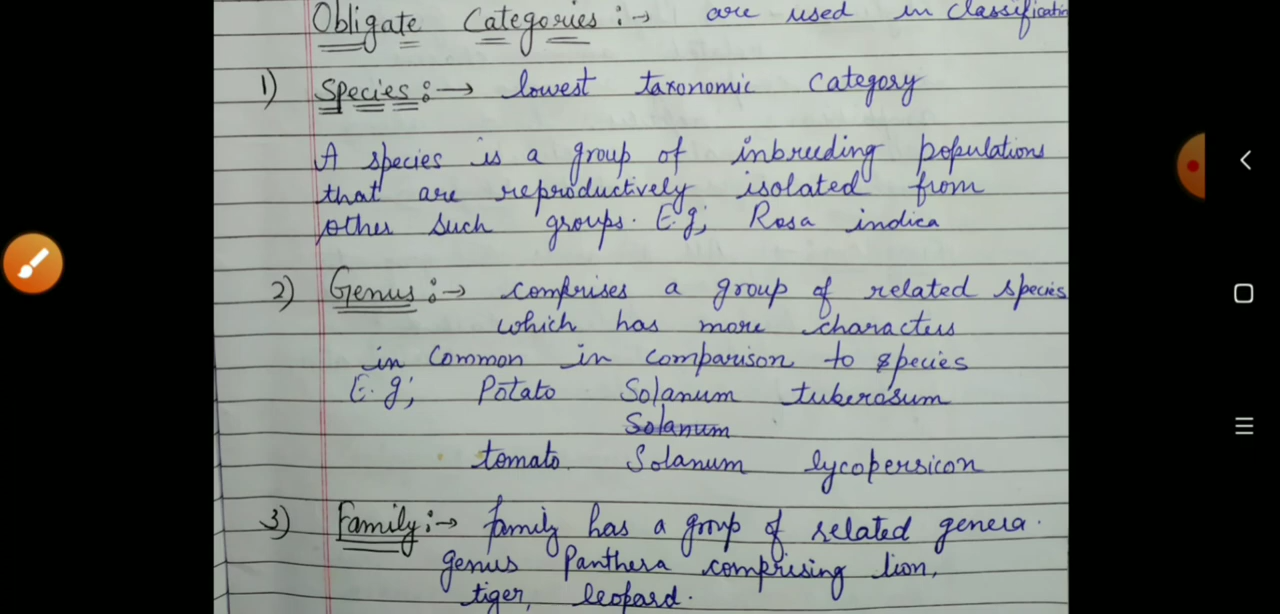 Obligate Categories :→ are used in classification
1) Species :→ lowest taxonomic category
A species is a group of inbreeding populations
that are reproductively isolated from
other such groups. E.g; Rosa indica
2) Genus :→ comprises a group of related species
which has more characters
in common in comparison to species
E.g; Potato Solanum tuberosum
Solanum
tomato Solanum lycopersicon
3) Family :→ family has a group of related genera.
genus Panthera comprising lion,
tiger, leopard.